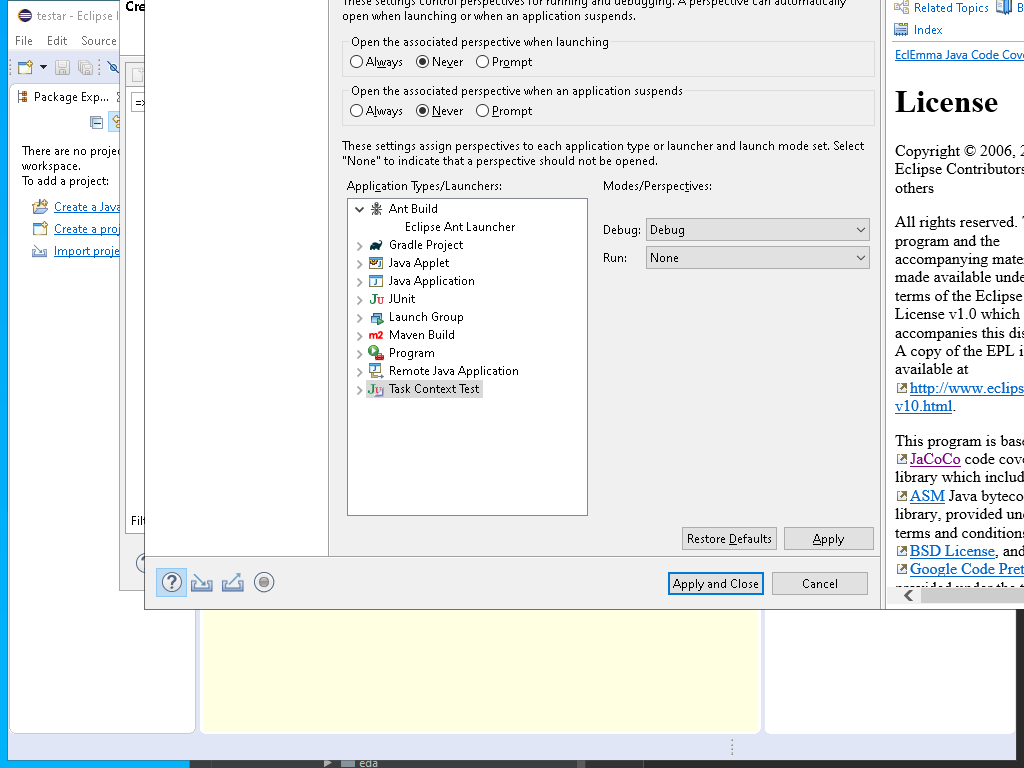 testar - Eclipse
Cre
File Edit Source
Package Exp...
There are no
workspace.
To add a project:
Create a Java
Create a
Import
=>
These settings control perspectives for running and debugging. A perspective can automatically
open when launching or when an application suspends.
Open the associated perspective when launching
Always Never Prompt
Open the associated perspective when an application suspends
Always Never Prompt
These settings assign perspectives to each application type or launcher and launch mode set. Select
"None" to indicate that a perspective should not be opened.
Application Types/Launchers:
Modes/Perspectives:
Ant Build
Eclipse Ant Launcher
Gradle Project
Java Applet
Java Application
JUnit
Launch Group
Maven Build
Program
Remote Java Application
Task Context Test
Debug: Debug
Run: None
Restore Defaults Apply
Apply and Close Cancel
Related Topics B
Index
EclEmma Java Code Cov
License
Copyright © 2006, 2
Eclipse Contributors
others
All rights reserved.
program and the
accompanying mate
made available unde
terms of the Eclipse
License v1.0 which
accompanies this dis
A copy of the EPL i
available at
http://www.eclips
v10.html.
This program is base
JaCoCo code cove
library which includ
ASM Java byteco
library, provided un
terms and conditions
BSD License, and
Google Code Pret
eda